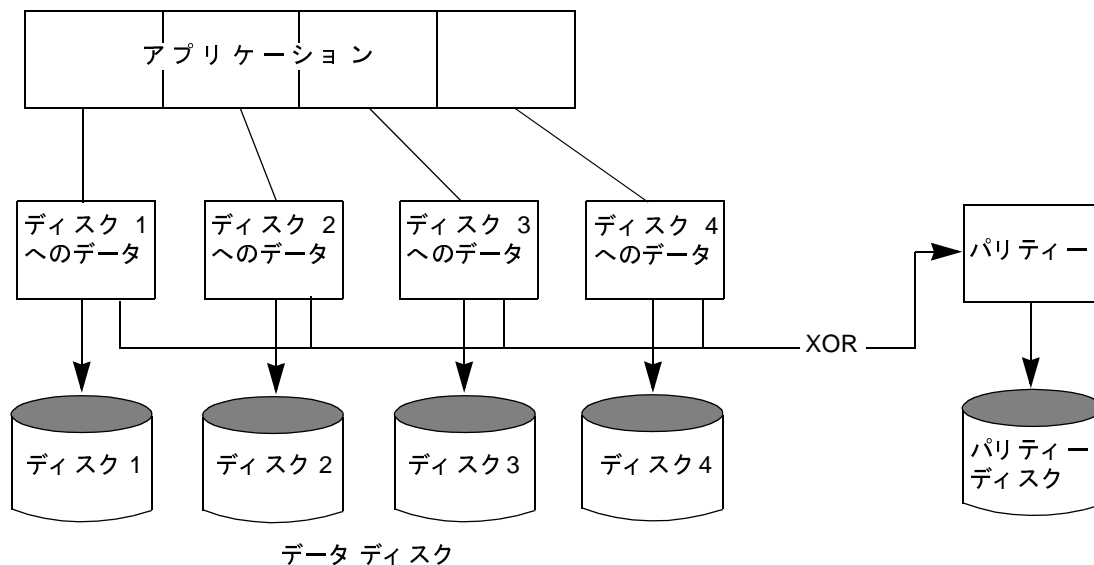 アプリケーション
ディスク 1
へのデータ
ディスク 2
へのデータ
ディスク 3
へのデータ
ディスク 4
へのデータ
パリティー
XOR
ディスク 1
ディスク 2
ディスク3
ディスク4
パリティー
ディスク
データ ディスク